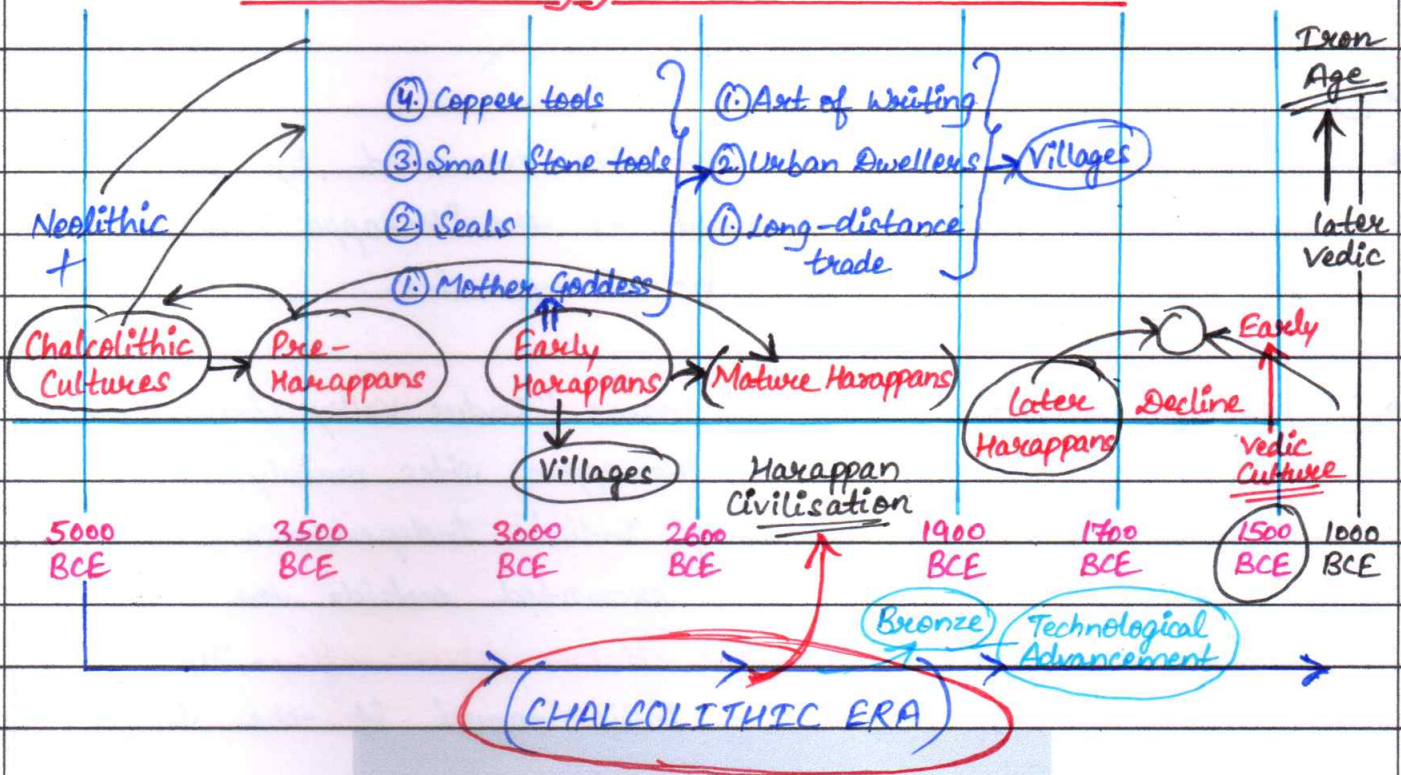 Iron
Age
④ Copper tools
③ Small Stone tools
② Seals
① Mother Goddess
① Art of Writing
② Urban Dwellers
① Long-distance
trade
Villages
later
Vedic
Neolithic
+
Chalcolithic
Cultures
Pre-
Harappans
Early
Harappans
(Mature Harappans)
Later
Harappans
Decline
Early
Vedic
Culture
Villages
Harappan
Civilisation
5000
BCE
3500
BCE
3000
BCE
2600
BCE
1900
BCE
1700
BCE
1500
BCE
1000
BCE
Bronze
Technological
Advancement
(CHALCOLITHIC ERA)